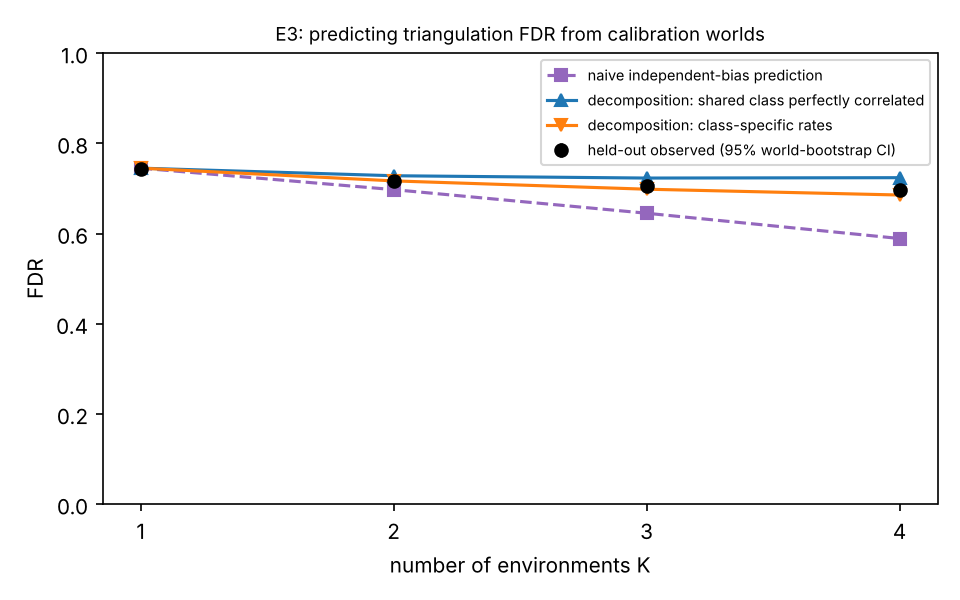 E3: predicting triangulation FDR from calibration worlds
naive independent-bias prediction
decomposition: shared class perfectly correlated
decomposition: class-specific rates
held-out observed (95% world-bootstrap CI)
FDR
1.0
0.8
0.6
0.4
0.2
0.0
1
2
3
4
number of environments K